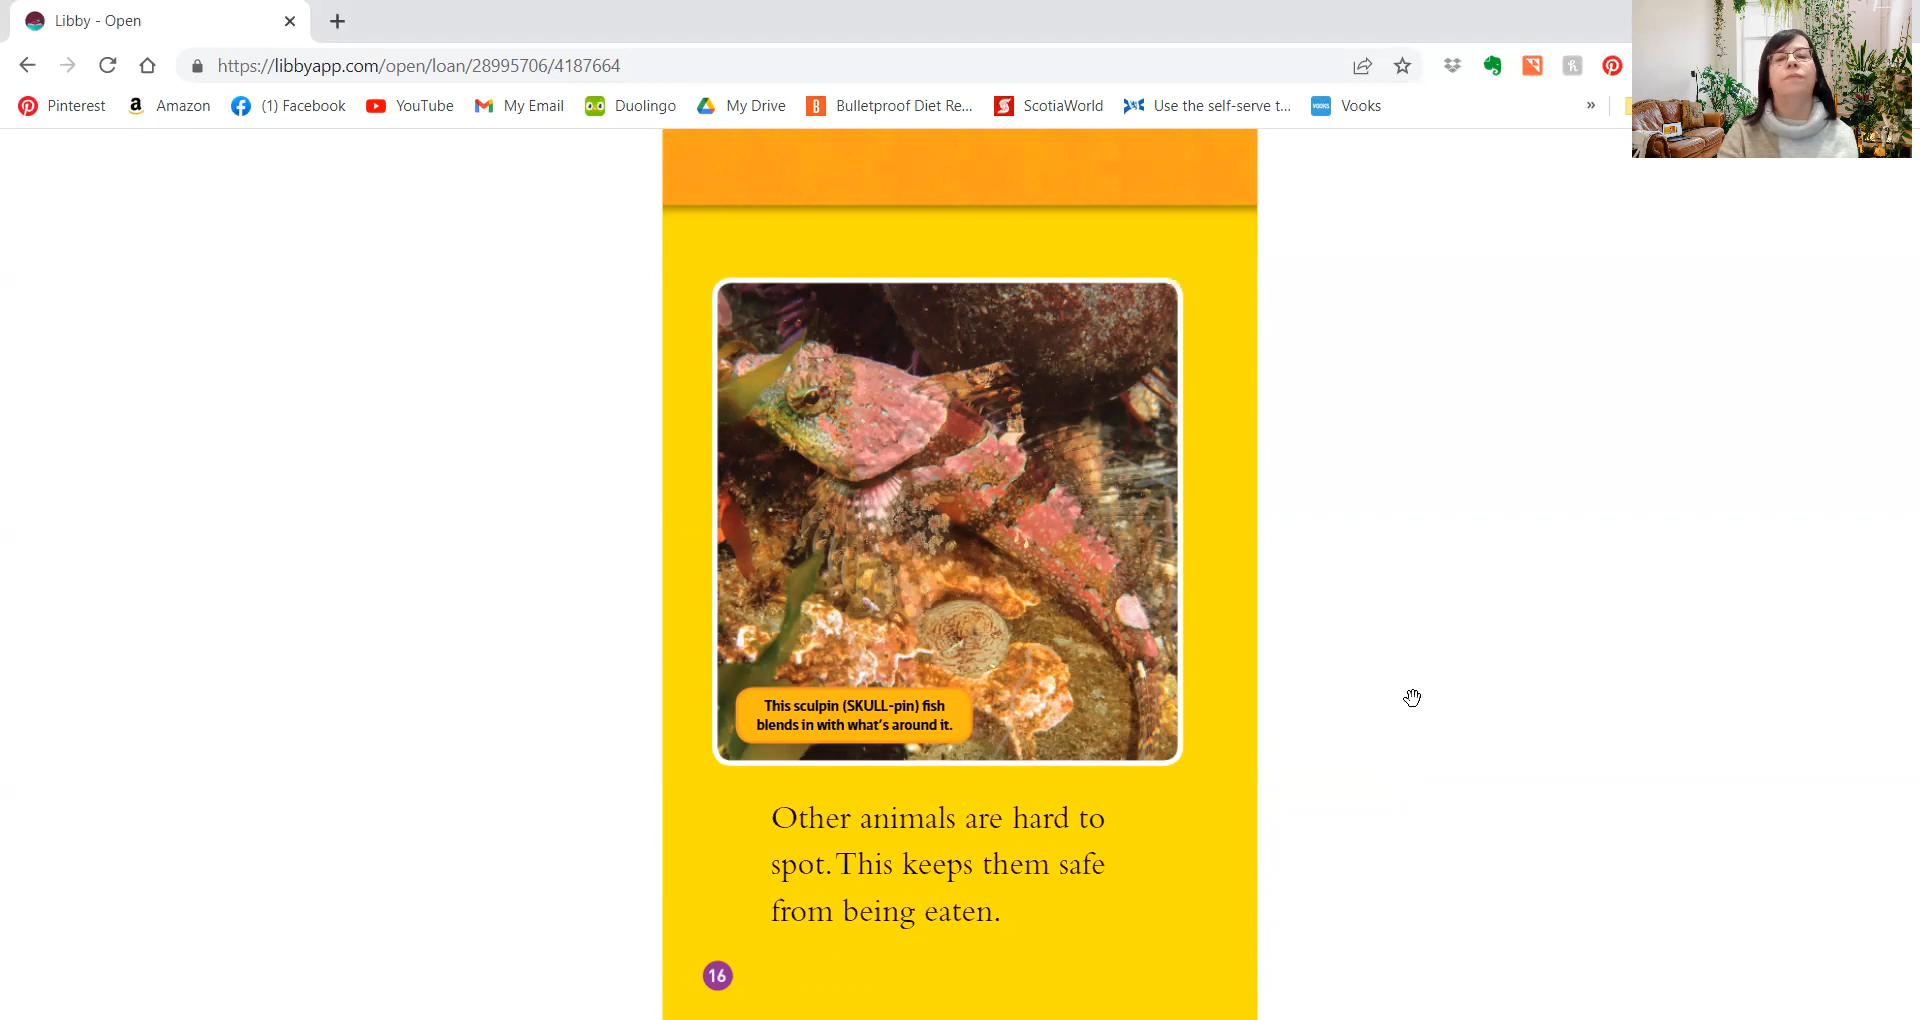 Libby - Open
https://libbyapp.com/open/loan/28995706/4187664
Pinterest Amazon (1) Facebook YouTube My Email Duolingo My Drive Bulletproof Diet Re... ScotiaWorld Use the self-serve t... Vooks »
This sculpin (SKULL-pin) fish
blends in with what's around it.
Other animals are hard to
spot. This keeps them safe
from being eaten.
16